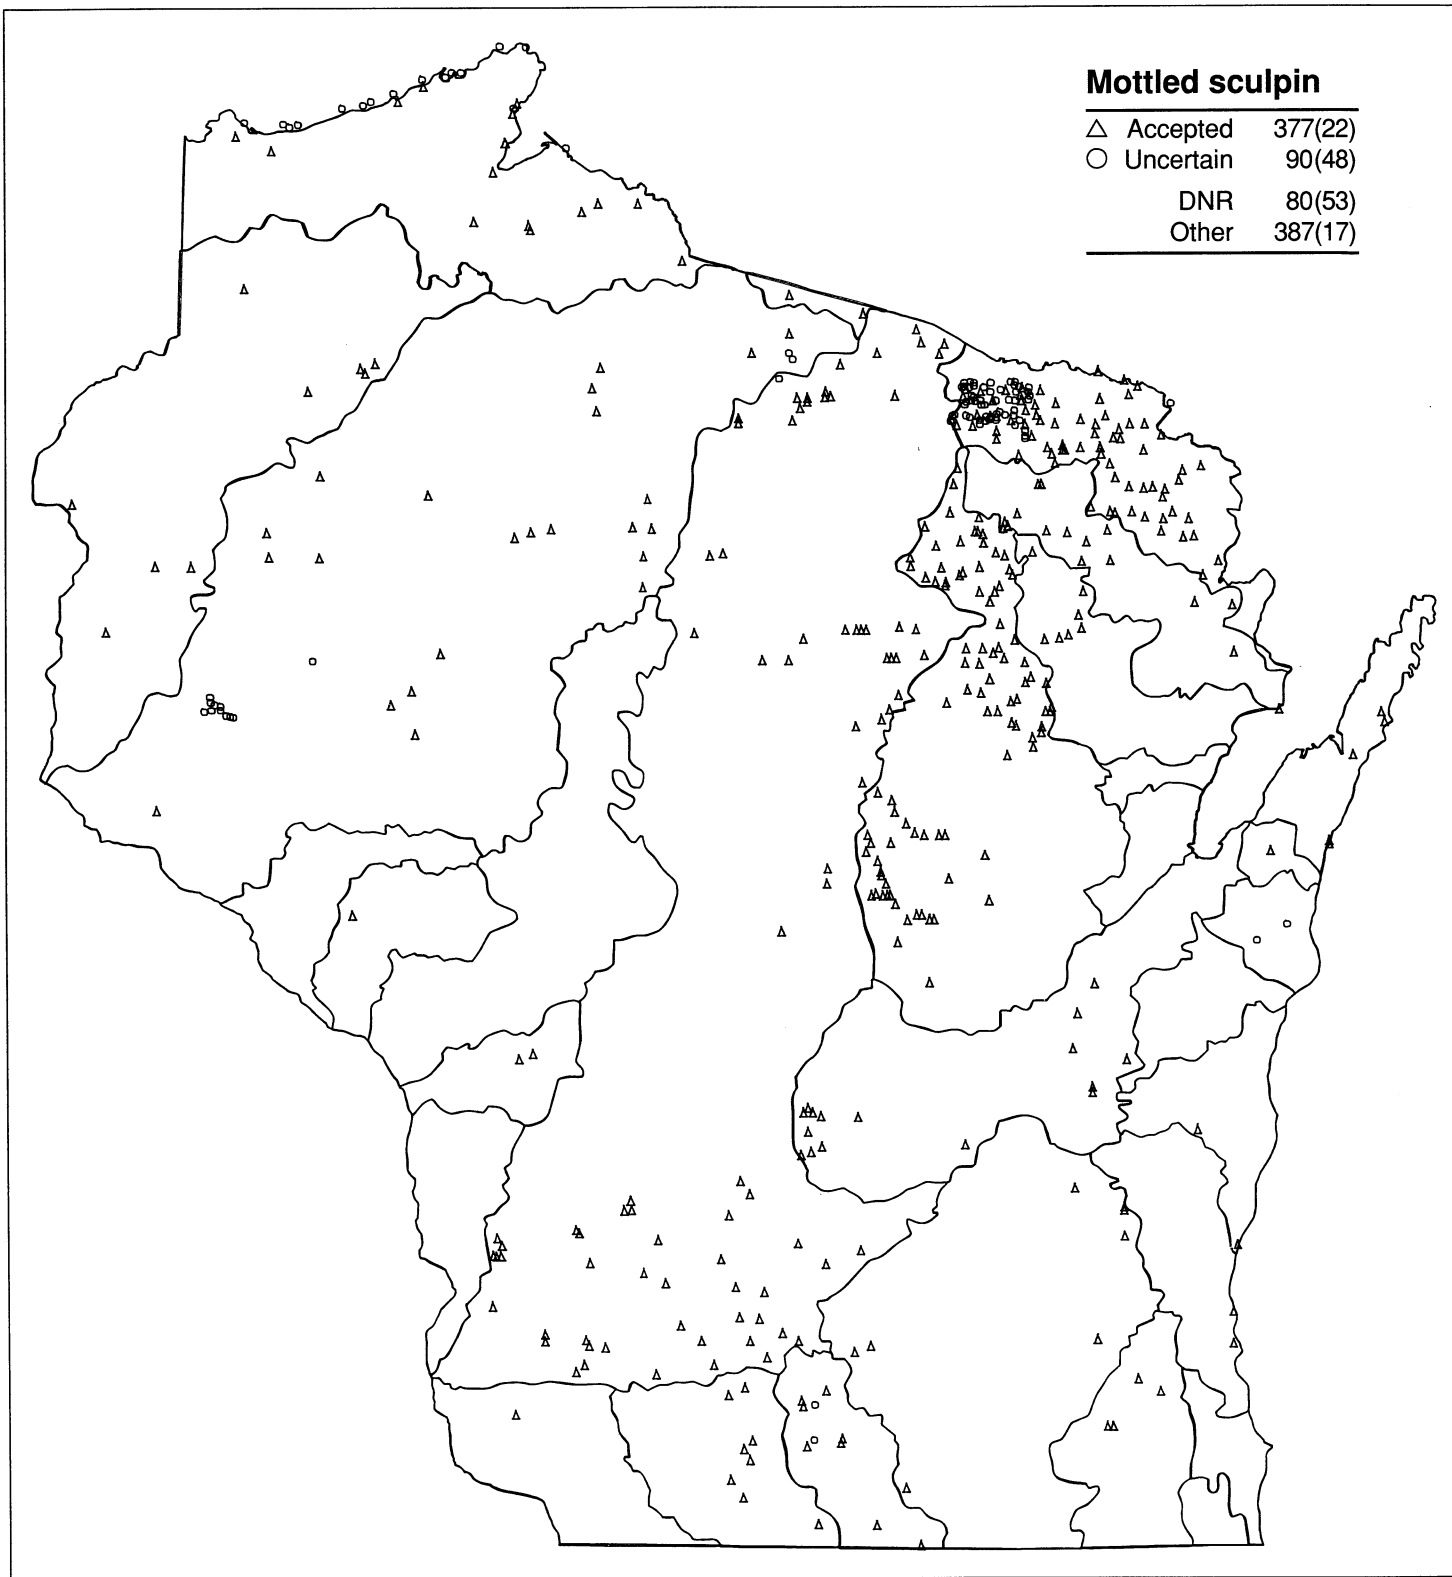 Mottled sculpin
△ Accepted 377(22)
○ Uncertain 90(48)
DNR 80(53)
Other 387(17)